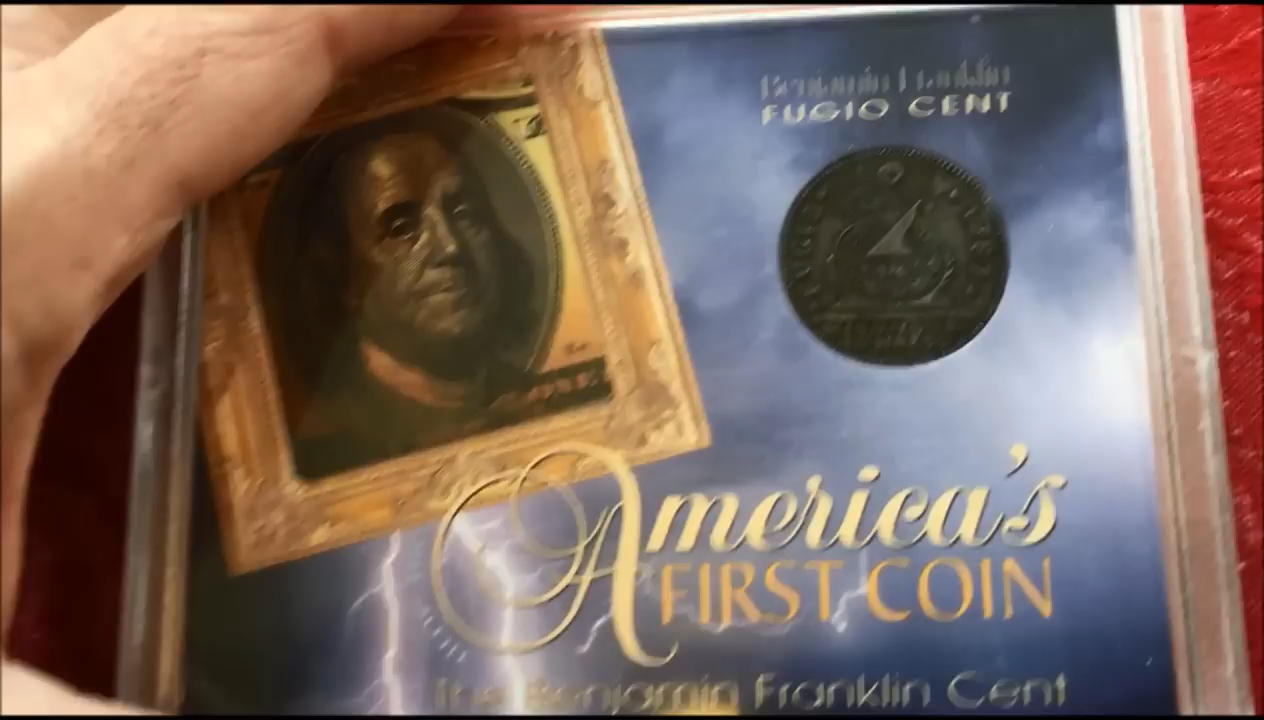 Benjamin Franklin
FUGIO CENT
America's
FIRST COIN
The Benjamin Franklin Cent